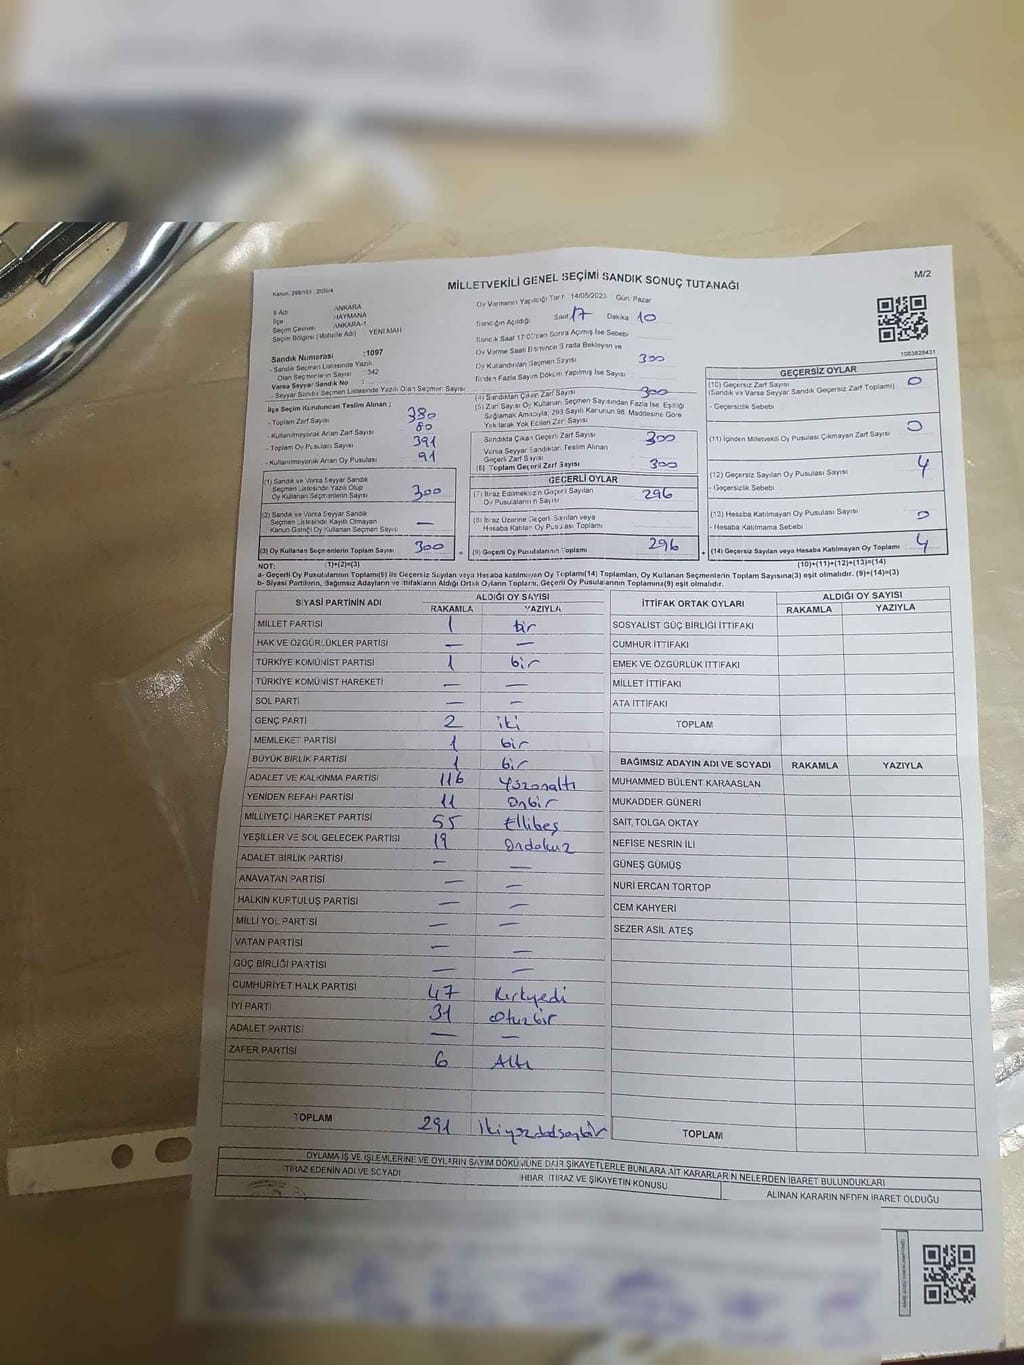 MİLLETVEKİLİ GENEL SEÇİMİ SANDIK SONUÇ TUTANAĞI
M/2
İl Adı : ANKARA
İlçe : HAYMANA
Seçim Çevresi : ANKARA-1
Seçim Bölgesi (Mahalle Adı) YENİ MAH
Sandık Numarası :1097
- Sandık Seçmen Listesinde Yazılı
Olan Seçmenlerin Sayısı : 342
Varsa Seyyar Sandık No :
- Seyyar Sandık Seçmen Listesinde Yazılı Olan Seçmen Sayısı
Oy Vermenin Yapıldığı Tarih : 14/05/2023 Gün: Pazar
Sandığın Açıldığı Saat 17 Dakika 10
Sandık Saat 17:00'den Sonra Açılmış İse Sebebi
Oy Verme Saati Bitiminde Sırada Bekleyen ve
Oy Kullandırılan Seçmen Sayısı 300
Birden Fazla Sayım Döküm Yapılmış İse Sayısı
1083828431
İlçe Seçim Kurulundan Teslim Alınan ;
- Toplam Zarf Sayısı 380
- Kullanılmayarak Artan Zarf Sayısı 80
- Toplam Oy Pusulası Sayısı 391
- Kullanılmayarak Artan Oy Pusulası 91
(4) Sandıktan Çıkan Zarf Sayısı 300
(5) Zarf Sayısı Oy Kullanan Seçmen Sayısından Fazla İse, Eşitliği
Sağlamak Amacıyla; 298 Sayılı Kanunun 98. Maddesine Göre
Yakılarak Yok Edilen Zarf Sayısı
Sandıkta Çıkan Geçerli Zarf Sayısı 300
Varsa Seyyar Sandıktan Teslim Alınan
Geçerli Zarf Sayısı
(6) Toplam Geçerli Zarf Sayısı 300
GEÇERSİZ OYLAR
(10) Geçersiz Zarf Sayısı 0
(Sandık ve Varsa Seyyar Sandık Geçersiz Zarf Toplamı)
- Geçersizlik Sebebi
(11) İçinden Milletvekili Oy Pusulası Çıkmayan Zarf Sayısı 0
(12) Geçersiz Sayılan Oy Pusulası Sayısı 4
- Geçersizlik Sebebi
(13) Hesaba Katılmayan Oy Pusulası Sayısı 0
- Hesaba Katılmama Sebebi
(14) Geçersiz Sayılan veya Hesaba Katılmayan Oy Toplamı 4
(10)+(11)+(12)+(13)=(14)
(1) Sandık ve Varsa Seyyar Sandık
Seçmen Listesinde Yazılı Olup
Oy Kullanan Seçmenlerin Sayısı 300
(2) Sandık ve Varsa Seyyar Sandık
Seçmen Listesinde Kayıtlı Olmayan
Kanun Gereği Oy Kullanan Seçmen Sayısı —
(3) Oy Kullanan Seçmenlerin Toplam Sayısı 300
(1)+(2)=(3)
GEÇERLİ OYLAR
(7) İtiraz Edilmeksizin Geçerli Sayılan
Oy Pusulalarının Sayısı 296
(8) İtiraz Üzerine Geçerli Sayılan veya
Hesaba Katılan Oy Pusulası Toplamı
(9) Geçerli Oy Pusulalarının Toplamı 296
NOT:
a- Geçerli Oy Pusulalarının Toplamı(9) ile Geçersiz Sayılan veya Hesaba katılmayan Oy Toplamı(14) Toplamları, Oy Kullanan Seçmenlerin Toplam Sayısına(3) eşit olmalıdır. (9)+(14)=(3)
b- Siyasi Partilerin, Bağımsız Adayların ve İttifakların Aldığı Ortak Oyların Toplamı, Geçerli Oy Pusulalarının Toplamına(9) eşit olmalıdır.
SİYASİ PARTİNİN ADI ALDIĞI OY SAYISI
RAKAMLA YAZIYLA
MİLLET PARTİSİ 1 bir
HAK VE ÖZGÜRLÜKLER PARTİSİ — —
TÜRKİYE KOMÜNİST PARTİSİ 1 bir
TÜRKİYE KOMÜNİST HAREKETİ — —
SOL PARTİ — —
GENÇ PARTİ 2 iki
MEMLEKET PARTİSİ 1 bir
BÜYÜK BİRLİK PARTİSİ 1 bir
ADALET VE KALKINMA PARTİSİ 116 yüzonaltı
YENİDEN REFAH PARTİSİ 11 Onbir
MİLLİYETÇİ HAREKET PARTİSİ 55 Ellibeş
YEŞİLLER VE SOL GELECEK PARTİSİ 19 Ondokuz
ADALET BİRLİK PARTİSİ — —
ANAVATAN PARTİSİ — —
HALKIN KURTULUŞ PARTİSİ — —
MİLLİ YOL PARTİSİ — —
VATAN PARTİSİ — —
GÜÇ BİRLİĞİ PARTİSİ — —
CUMHURİYET HALK PARTİSİ 47 Kırkyedi
İYİ PARTİ 31 Otuzbir
ADALET PARTİSİ — —
ZAFER PARTİSİ 6 Altı
TOPLAM 291 İkiyüzdoksanbir
İTTİFAK ORTAK OYLARI ALDIĞI OY SAYISI
RAKAMLA YAZIYLA
SOSYALİST GÜÇ BİRLİĞİ İTTİFAKI
CUMHUR İTTİFAKI
EMEK VE ÖZGÜRLÜK İTTİFAKI
MİLLET İTTİFAKI
ATA İTTİFAKI
TOPLAM
BAĞIMSIZ ADAYIN ADI VE SOYADI RAKAMLA YAZIYLA
MUHAMMED BÜLENT KARAASLAN
MUKADDER GÜNERİ
SAİT TOLGA OKTAY
NEFİSE NESRİN İLİ
GÜNEŞ GÜMÜŞ
NURİ ERCAN TORTOP
CEM KAHYERİ
SEZER ASİL ATEŞ
TOPLAM
OYLAMA İŞ VE İŞLEMLERİNE VE OYLARIN SAYIM DÖKÜMÜNE DAİR ŞİKAYETLERLE BUNLARA AİT KARARLARIN NELERDEN İBARET BULUNDUKLARI
İTİRAZ EDENİN ADI VE SOYADI
İHBAR, İTİRAZ VE ŞİKAYETİN KONUSU
ALINAN KARARIN NEDEN İBARET OLDUĞU